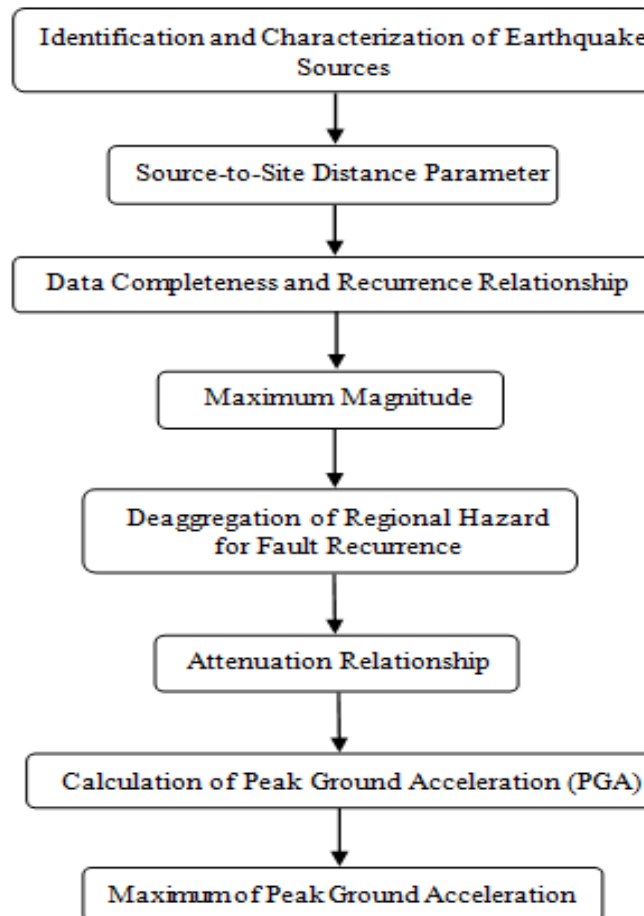 Identification and Characterization of Earthquake
Sources
Source-to-Site Distance Parameter
Data Completeness and Recurrence Relationship
Maximum Magnitude
Deaggregation of Regional Hazard
for Fault Recurrence
Attenuation Relationship
Calculation of Peak Ground Acceleration (PGA)
Maximum of Peak Ground Acceleration